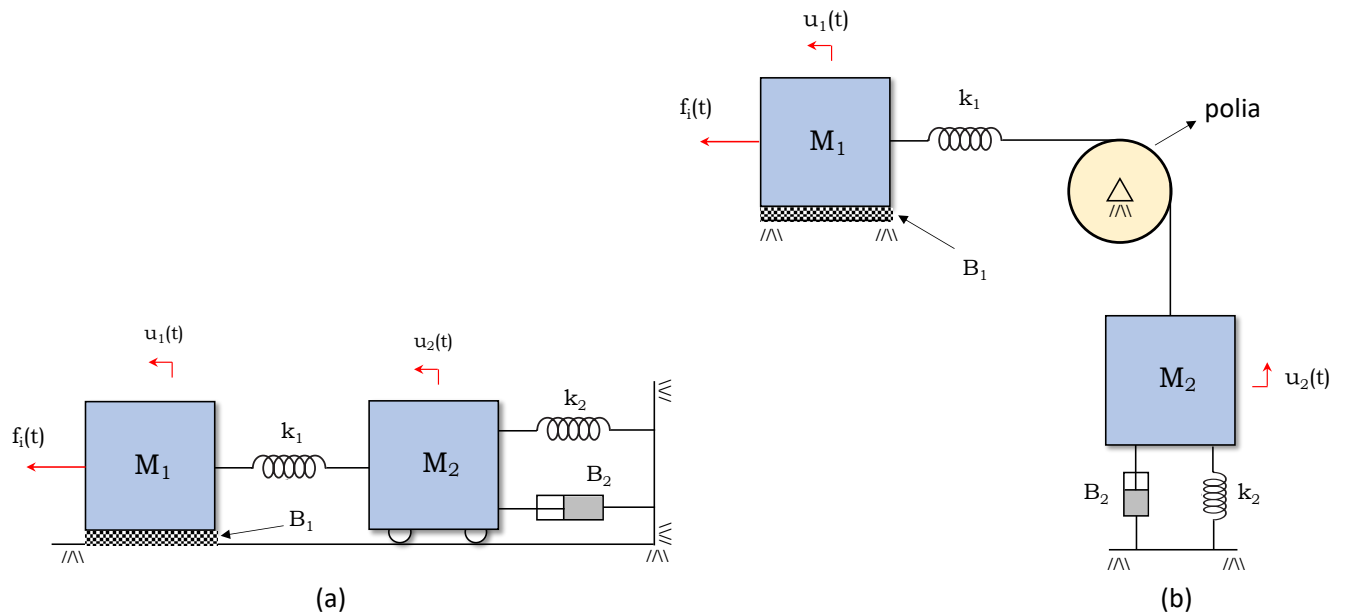 u₁(t)
u₂(t)
fᵢ(t)
M₁
k₁
M₂
k₂
B₂
B₁
(a)
u₁(t)
fᵢ(t)
M₁
k₁
polia
B₁
M₂
u₂(t)
B₂
k₂
(b)